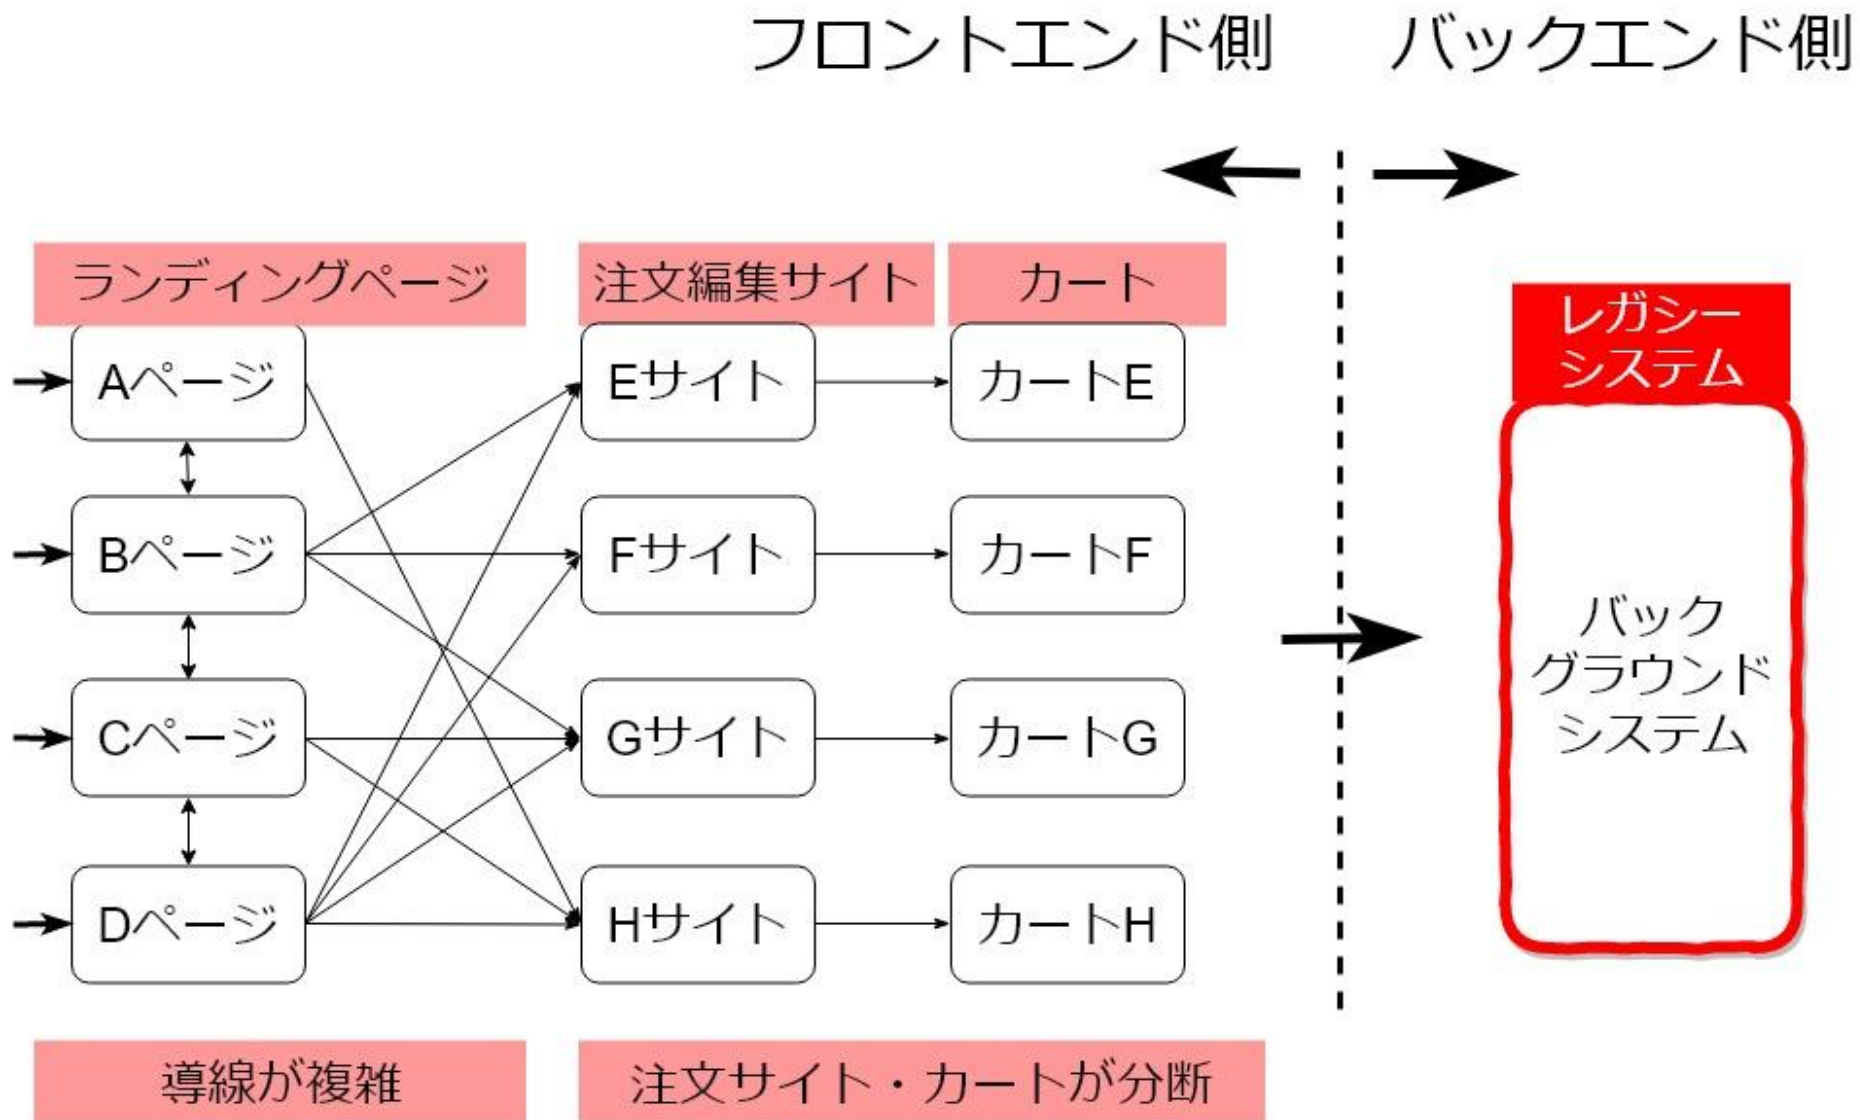 フロントエンド側
バックエンド側
ランディングページ
注文編集サイト
カート
レガシー
システム
Aページ
Eサイト
カートE
Bページ
Fサイト
カートF
Cページ
Gサイト
カートG
Dページ
Hサイト
カートH
バック
グラウンド
システム
導線が複雑
注文サイト・カートが分断